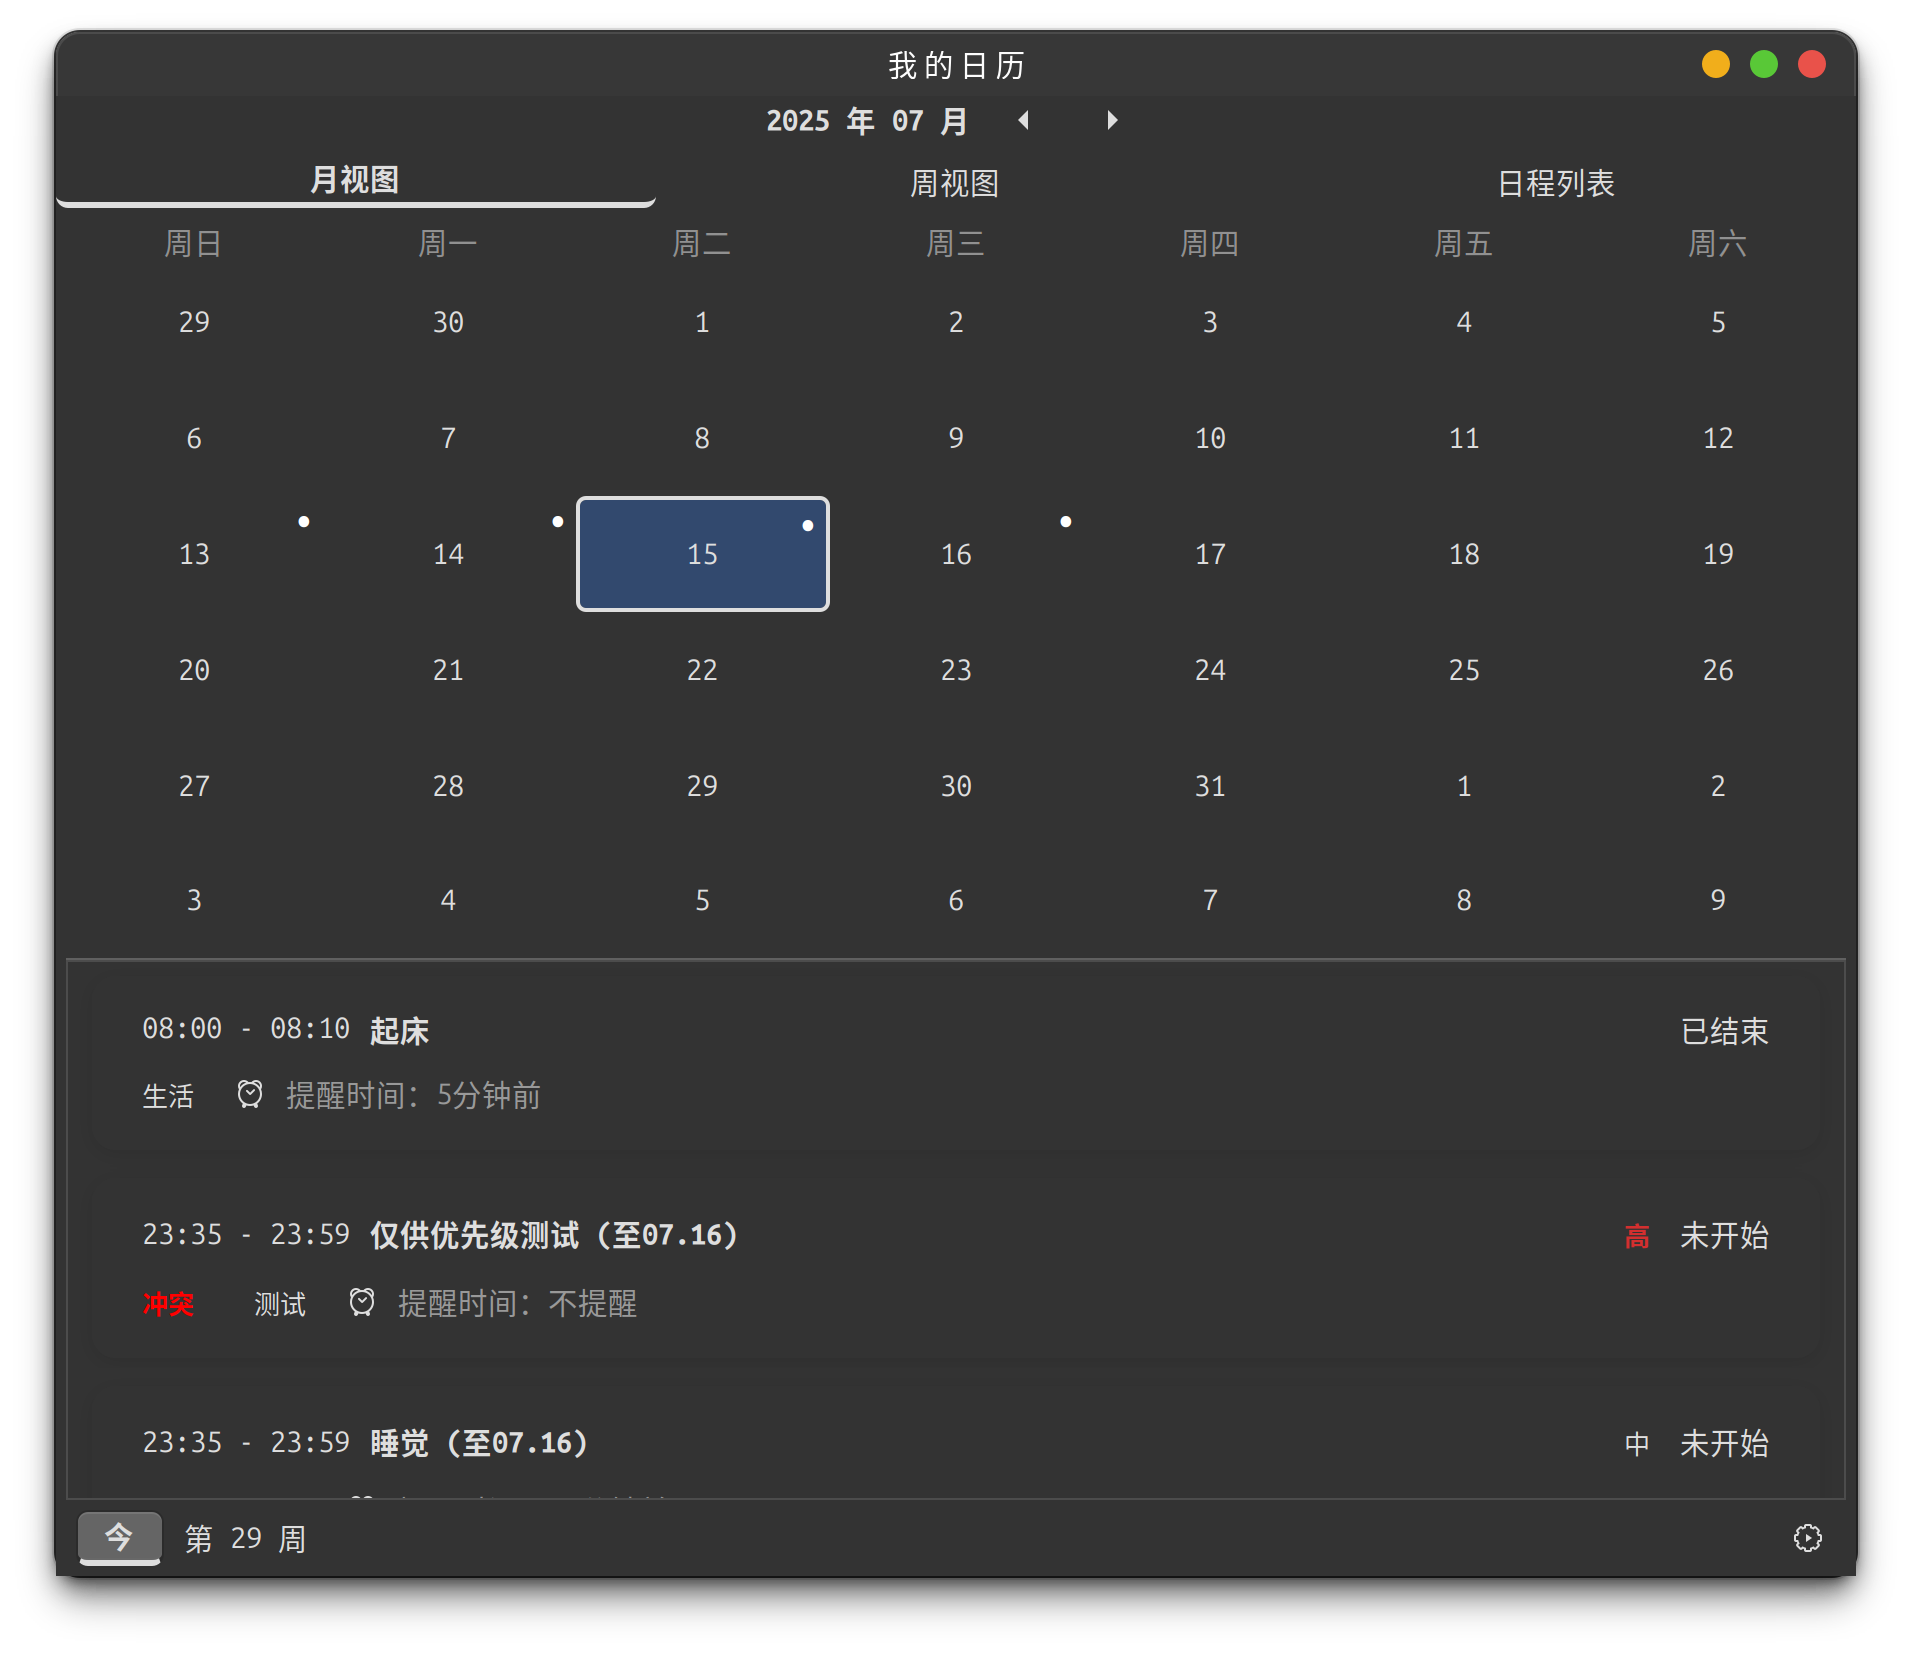 我的日历
2025 年 07 月
月视图 周视图 日程列表
周日 周一 周二 周三 周四 周五 周六
29 30 1 2 3 4 5
6 7 8 9 10 11 12
13 14 15 16 17 18 19
20 21 22 23 24 25 26
27 28 29 30 31 1 2
3 4 5 6 7 8 9
08:00 - 08:10 起床 已结束
生活 提醒时间：5分钟前
23:35 - 23:59 仅供优先级测试（至07.16） 高 未开始
冲突 测试 提醒时间：不提醒
23:35 - 23:59 睡觉（至07.16） 中 未开始
今 第 29 周